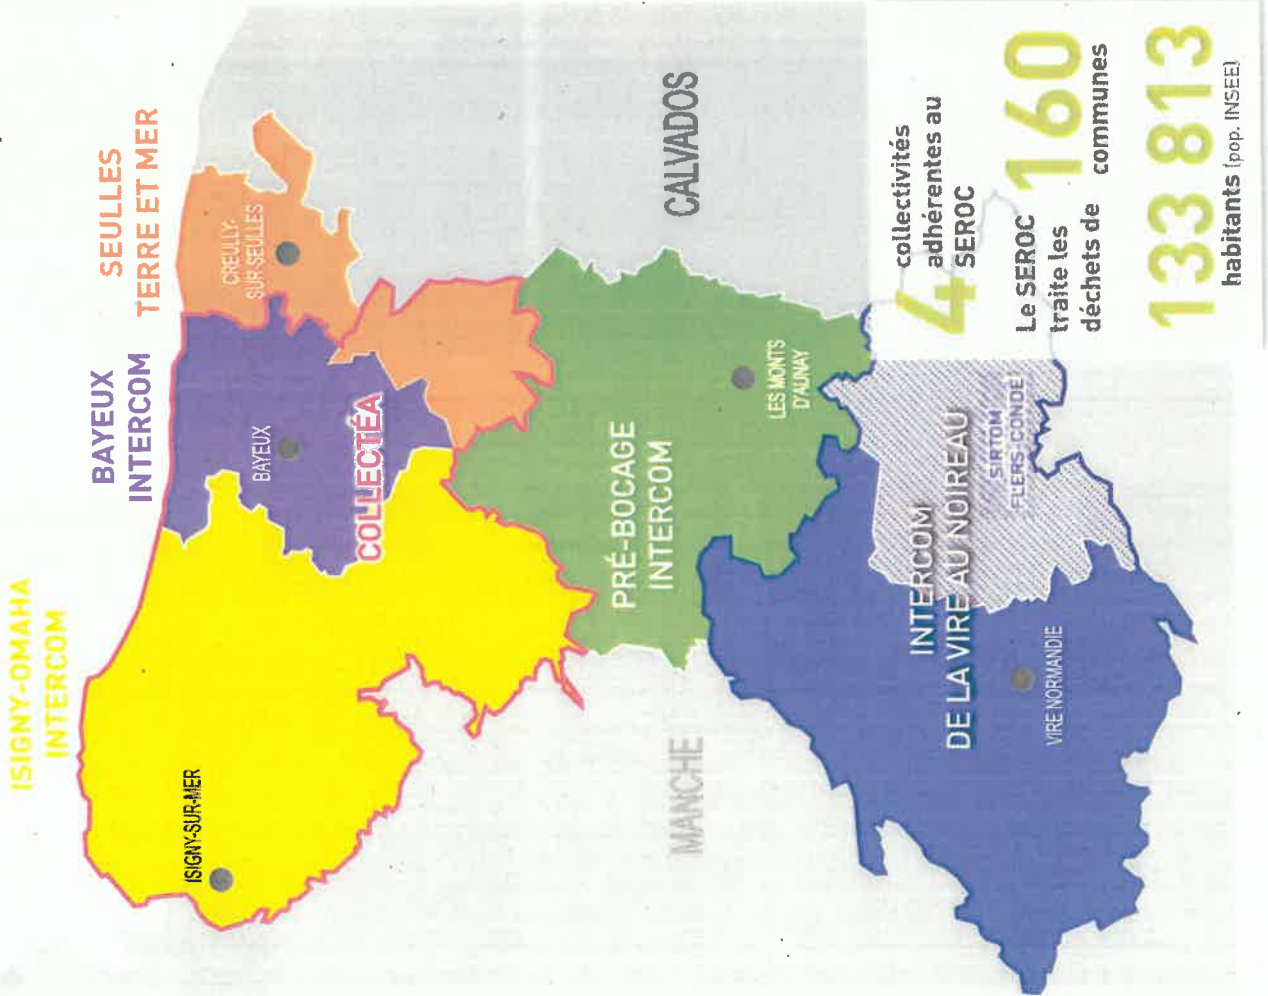 ISIGNY-OMAHA
INTERCOM
BAYEUX
INTERCOM
SEULLES
TERRE ET MER
ISIGNY-SUR-MER
BAYEUX
CREULLY-
SUR-SEULLES
COLLECTÉA
PRÉ-BOCAGE
INTERCOM
LES MONTS
D'AUNAY
MANCHE
CALVADOS
INTERCOM
DE LA VIRE AU NOIREAU
SIRTOM
FLERS-CONDÉ
VIRE NORMANDIE
4 collectivités
adhérentes au
SEROC
Le SEROC
traite les
déchets de
160
communes
133 813
habitants (pop. INSEE)